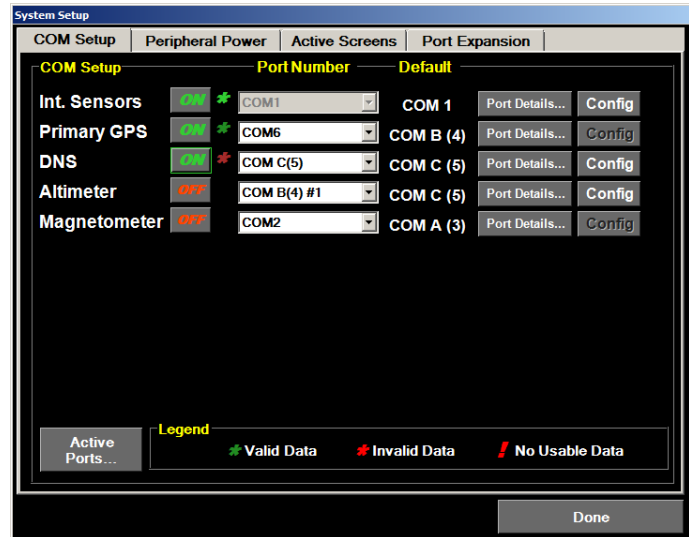 System Setup
COM Setup Peripheral Power Active Screens Port Expansion
COM Setup Port Number Default
Int. Sensors ON * COM1 COM 1 Port Details... Config
Primary GPS ON * COM6 COM B (4) Port Details... Config
DNS ON * COM C(5) COM C (5) Port Details... Config
Altimeter OFF COM B(4) #1 COM C (5) Port Details... Config
Magnetometer OFF COM2 COM A (3) Port Details... Config
Active
Ports...
Legend
* Valid Data * Invalid Data ! No Usable Data
Done